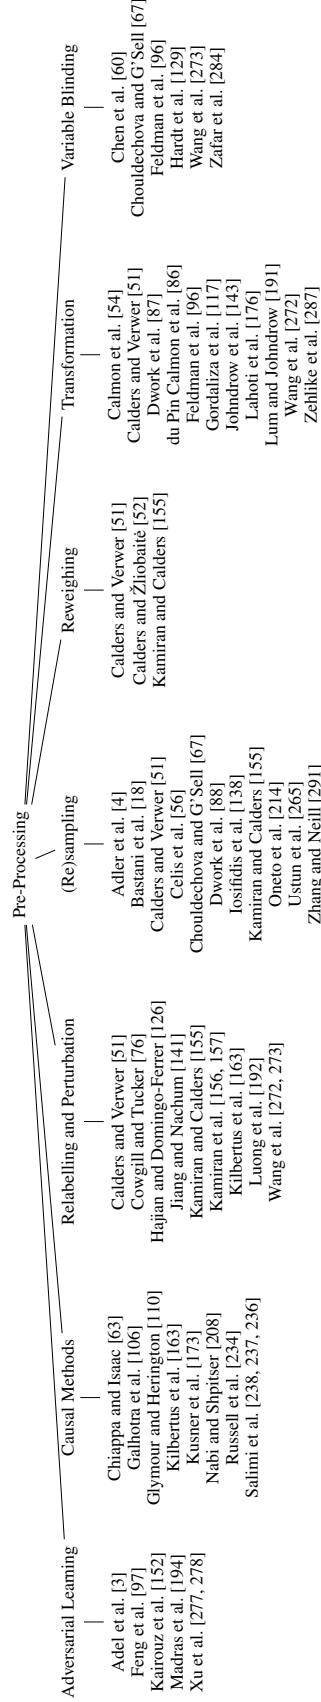 Pre-Processing
Adversarial Learning
Adel et al. [3]
Feng et al. [97]
Kairouz et al. [152]
Madras et al. [194]
Xu et al. [277, 278]
Causal Methods
Chiappa and Isaac [63]
Galhotra et al. [106]
Glymour and Herington [110]
Kilbertus et al. [163]
Kusner et al. [173]
Nabi and Shpitser [208]
Russell et al. [234]
Salimi et al. [238, 237, 236]
Relabelling and Perturbation
Calders and Verwer [51]
Cowgill and Tucker [76]
Hajian and Domingo-Ferrer [126]
Jiang and Nachum [141]
Kamiran and Calders [155]
Kamiran et al. [156, 157]
Kilbertus et al. [163]
Luong et al. [192]
Wang et al. [272, 273]
(Re)sampling
Adler et al. [4]
Bastani et al. [18]
Calders and Verwer [51]
Celis et al. [56]
Chouldechova and G'Sell [67]
Dwork et al. [88]
Iosifidis et al. [138]
Kamiran and Calders [155]
Oneto et al. [214]
Ustun et al. [265]
Zhang and Neill [291]
Reweighing
Calders and Verwer [51]
Calders and Žliobaitė [52]
Kamiran and Calders [155]
Transformation
Calmon et al. [54]
Calders and Verwer [51]
Dwork et al. [87]
du Pin Calmon et al. [86]
Feldman et al. [96]
Gordaliza et al. [117]
Johndrow et al. [143]
Lahoti et al. [176]
Lum and Johndrow [191]
Wang et al. [272]
Zehlike et al. [287]
Variable Blinding
Chen et al. [60]
Chouldechova and G'Sell [67]
Feldman et al. [96]
Hardt et al. [129]
Wang et al. [273]
Zafar et al. [284]